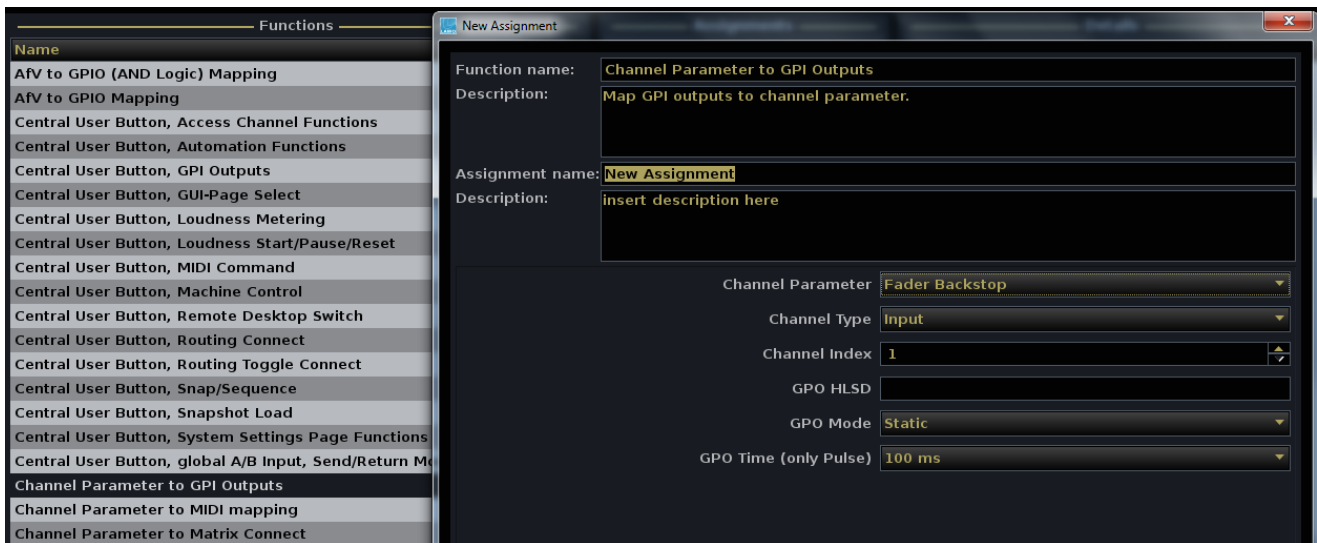 Functions
Name
AfV to GPIO (AND Logic) Mapping
AfV to GPIO Mapping
Central User Button, Access Channel Functions
Central User Button, Automation Functions
Central User Button, GPI Outputs
Central User Button, GUI-Page Select
Central User Button, Loudness Metering
Central User Button, Loudness Start/Pause/Reset
Central User Button, MIDI Command
Central User Button, Machine Control
Central User Button, Remote Desktop Switch
Central User Button, Routing Connect
Central User Button, Routing Toggle Connect
Central User Button, Snap/Sequence
Central User Button, Snapshot Load
Central User Button, System Settings Page Functions
Central User Button, global A/B Input, Send/Return
Channel Parameter to GPI Outputs
Channel Parameter to MIDI mapping
Channel Parameter to Matrix Connect
New Assignment
Function name: Channel Parameter to GPI Outputs
Description: Map GPI outputs to channel parameter.
Assignment name: New Assignment
Description: insert description here
Channel Parameter Fader Backstop
Channel Type Input
Channel Index 1
GPO HLSD
GPO Mode Static
GPO Time (only Pulse) 100 ms